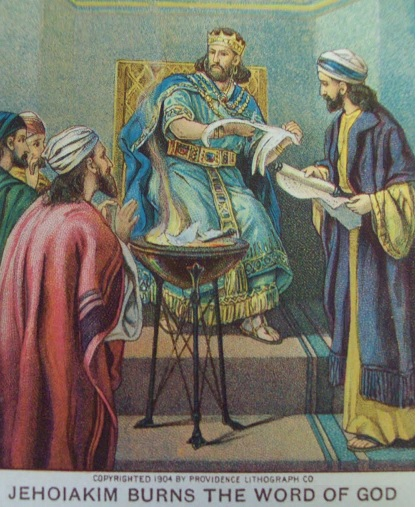 COPYRIGHTED 1904 BY PROVIDENCE LITHOGRAPH CO
JEHOIAKIM BURNS THE WORD OF GOD